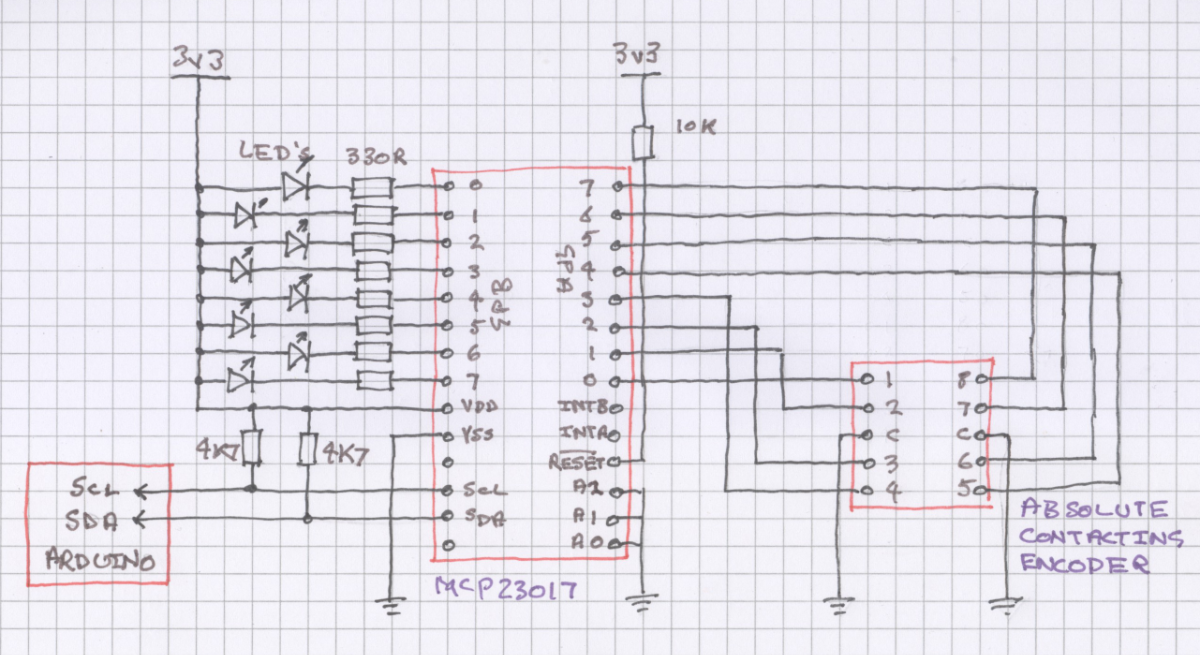 3v3
3v3
10K
LED's
330R
0
1
2
3
4
5
6
7
VDD
VSS
SCL
SDA
GPB
7
6
5
4
3
2
1
0
GPA
INTB
INTA
RESET
A2
A1
A0
MCP23017
4K7
4K7
SCL
SDA
ARDUINO
1
2
C
3
4
8
7
C
6
5
ABSOLUTE
CONTACTING
ENCODER